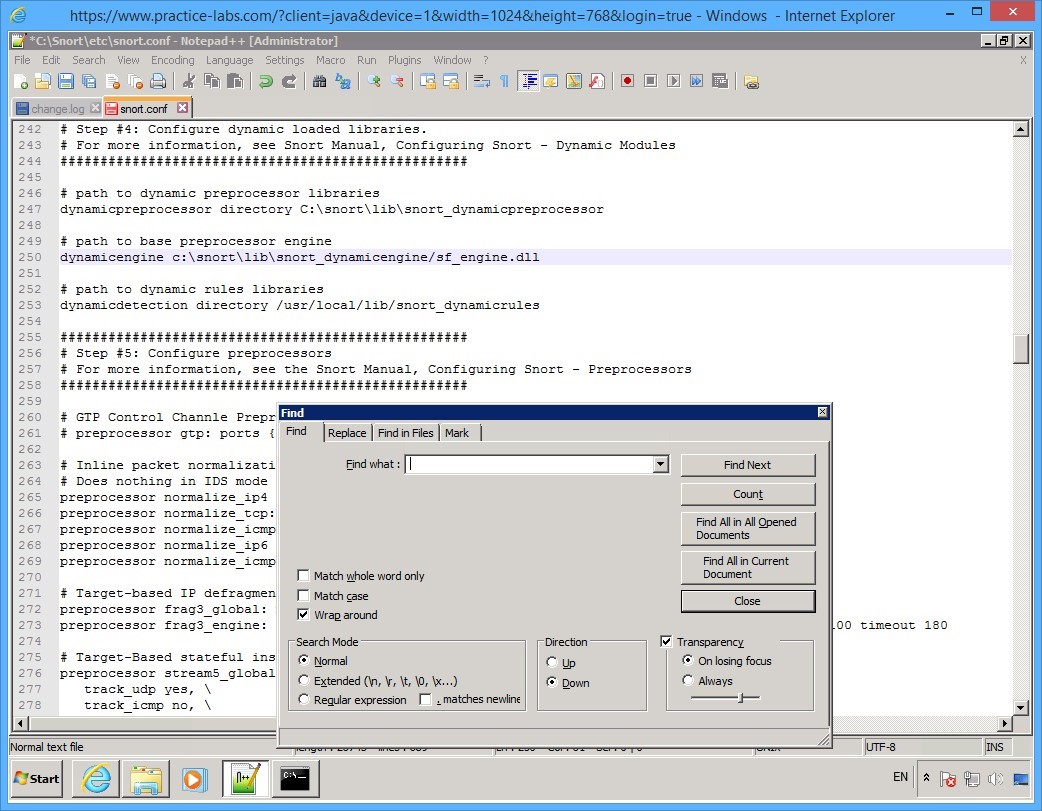 https://www.practice-labs.com/?client=java&device=1&width=1024&height=768&login=true - Windows - Internet Explorer
*C:\Snort\etc\snort.conf - Notepad++ [Administrator]
File Edit Search View Encoding Language Settings Macro Run Plugins Window ? X
change.log snort.conf
242 # Step #4: Configure dynamic loaded libraries.
243 # For more information, see Snort Manual, Configuring Snort - Dynamic Modules
244 ###################################################
245
246 # path to dynamic preprocessor libraries
247 dynamicpreprocessor directory C:\snort\lib\snort_dynamicpreprocessor
248
249 # path to base preprocessor engine
250 dynamicengine c:\snort\lib\snort_dynamicengine/sf_engine.dll
251
252 # path to dynamic rules libraries
253 dynamicdetection directory /usr/local/lib/snort_dynamicrules
254
255 ###################################################
256 # Step #5: Configure preprocessors
257 # For more information, see the Snort Manual, Configuring Snort - Preprocessors
258 ###################################################
259
260 # GTP Control Channle Prepr
261 # preprocessor gtp: ports {
262
263 # Inline packet normalizati
264 # Does nothing in IDS mode
265 preprocessor normalize_ip4
266 preprocessor normalize_tcp:
267 preprocessor normalize_icmp
268 preprocessor normalize_ip6
269 preprocessor normalize_icmp
270
271 # Target-based IP defragmen
272 preprocessor frag3_global:
273 preprocessor frag3_engine: 00 timeout 180
274
275 # Target-Based stateful ins
276 preprocessor stream5_global
277 track_udp yes, \
278 track_icmp no, \
Find
Find Replace Find in Files Mark
Find what :
Find Next
Count
Find All in All Opened
Documents
Find All in Current
Document
Close
Match whole word only
Match case
Wrap around
Search Mode
Normal
Extended (\n, \r, \t, \0, \x...)
Regular expression . matches newline
Direction
Up
Down
Transparency
On losing focus
Always
Normal text file UTF-8 INS
Start EN